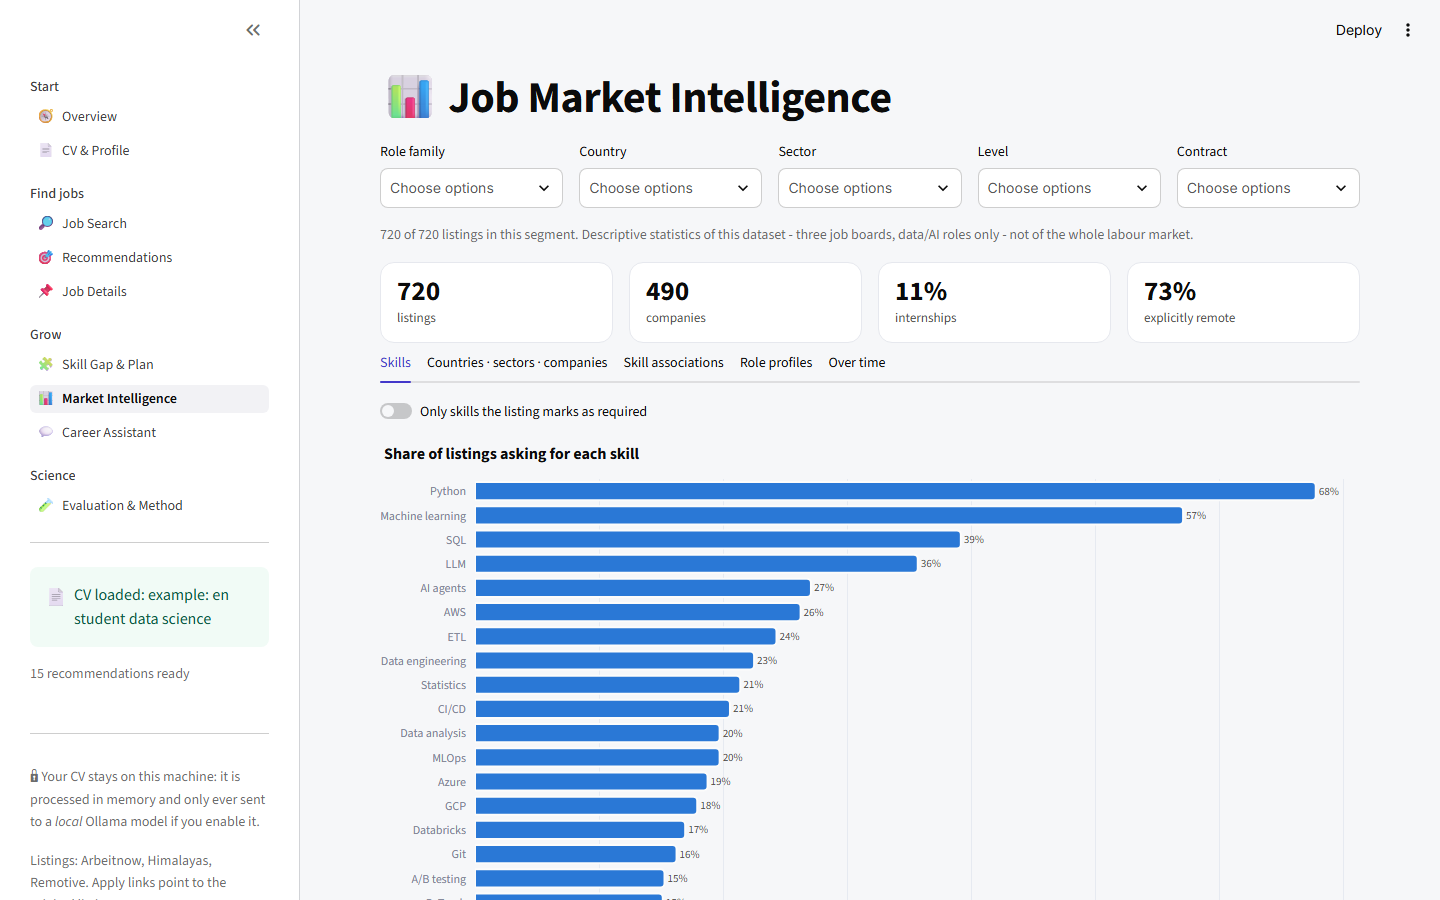 Deploy
Start
Overview
CV & Profile
Find jobs
Job Search
Recommendations
Job Details
Grow
Skill Gap & Plan
Market Intelligence
Career Assistant
Science
Evaluation & Method
CV loaded: example: en
student data science
15 recommendations ready
Your CV stays on this machine: it is
processed in memory and only ever sent
to a local Ollama model if you enable it.
Listings: Arbeitnow, Himalayas,
Remotive. Apply links point to the
Job Market Intelligence
Role family
Country
Sector
Level
Contract
Choose options
Choose options
Choose options
Choose options
Choose options
720 of 720 listings in this segment. Descriptive statistics of this dataset - three job boards, data/AI roles only - not of the whole labour market.
720
listings
490
companies
11%
internships
73%
explicitly remote
Skills
Countries · sectors · companies
Skill associations
Role profiles
Over time
Only skills the listing marks as required
Share of listings asking for each skill
Python 68%
Machine learning 57%
SQL 39%
LLM 36%
AI agents 27%
AWS 26%
ETL 24%
Data engineering 23%
Statistics 21%
CI/CD 21%
Data analysis 20%
MLOps 20%
Azure 19%
GCP 18%
Databricks 17%
Git 16%
A/B testing 15%